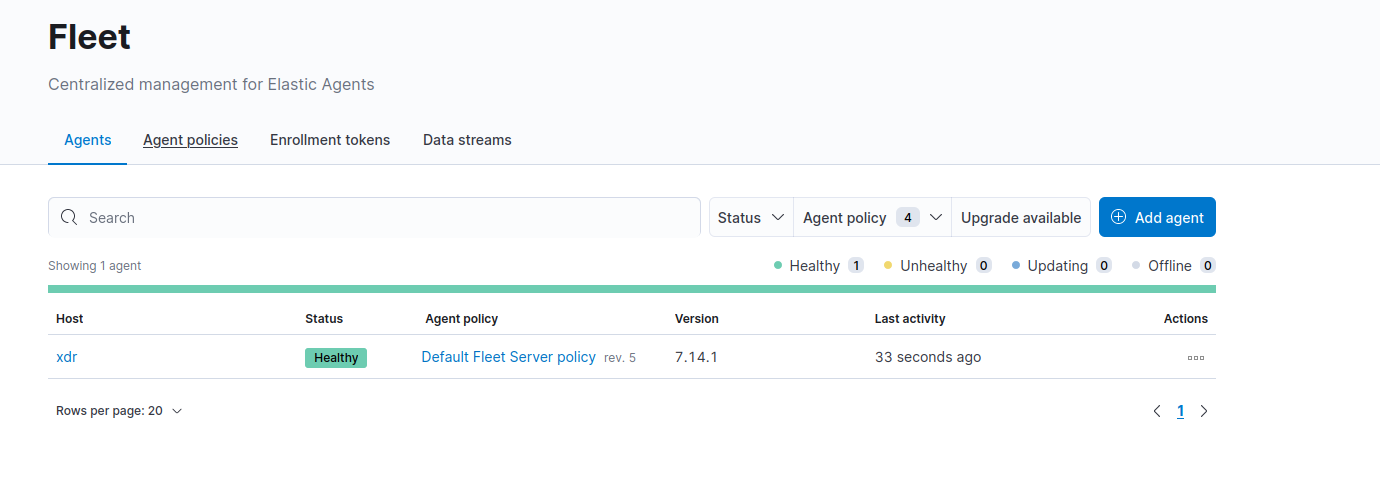 Fleet
Centralized management for Elastic Agents
Agents Agent policies Enrollment tokens Data streams
Search Status Agent policy 4 Upgrade available Add agent
Showing 1 agent Healthy 1 Unhealthy 0 Updating 0 Offline 0
Host Status Agent policy Version Last activity Actions
xdr Healthy Default Fleet Server policy rev. 5 7.14.1 33 seconds ago
Rows per page: 20 1